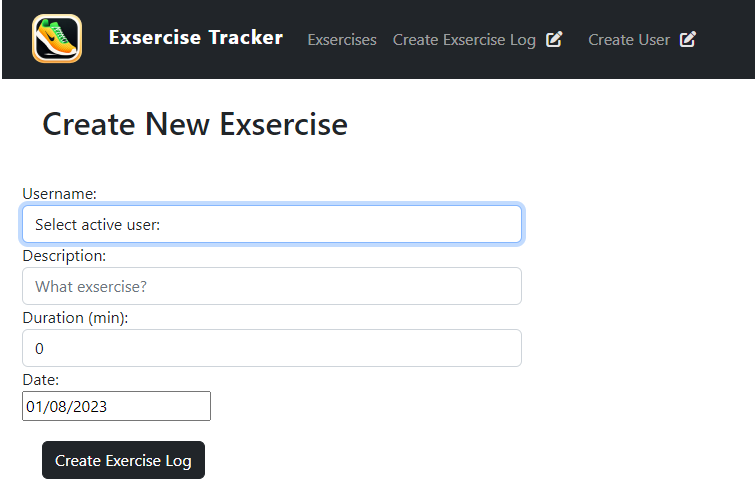 Exsercise Tracker Exsercises Create Exsercise Log Create User
Create New Exsercise
Username:
Select active user:
Description:
What exsercise?
Duration (min):
0
Date:
01/08/2023
Create Exercise Log